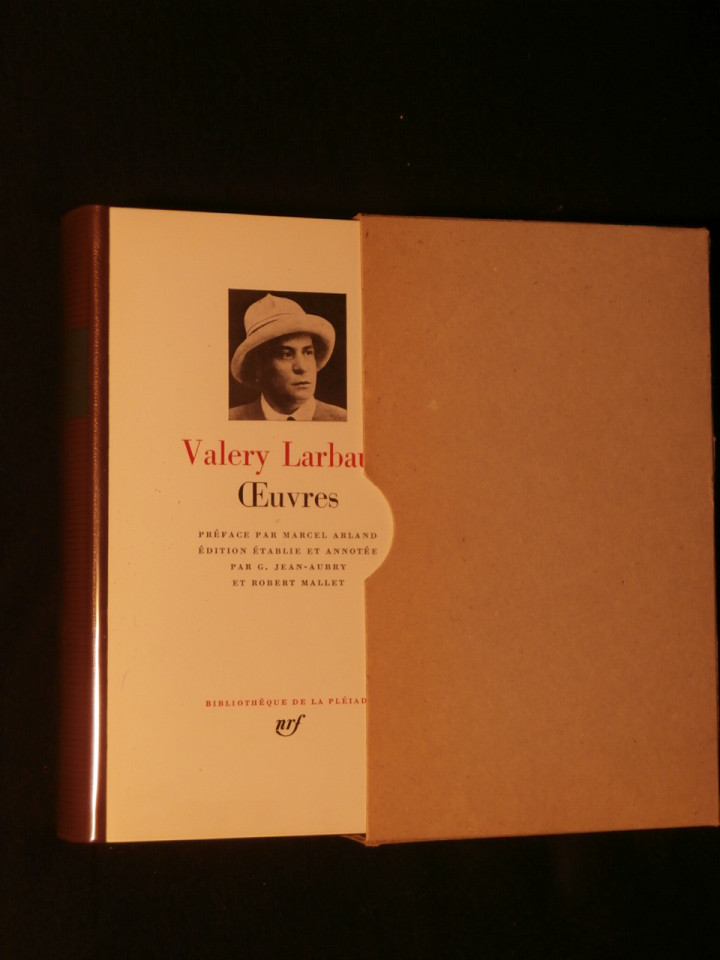 Valery Larbau
Œuvres
PRÉFACE PAR MARCEL ARLAND
ÉDITION ÉTABLIE ET ANNOTÉE
PAR G. JEAN-AUBRY
ET ROBERT MALLET
BIBLIOTHÈQUE DE LA PLÉIAD
nrf